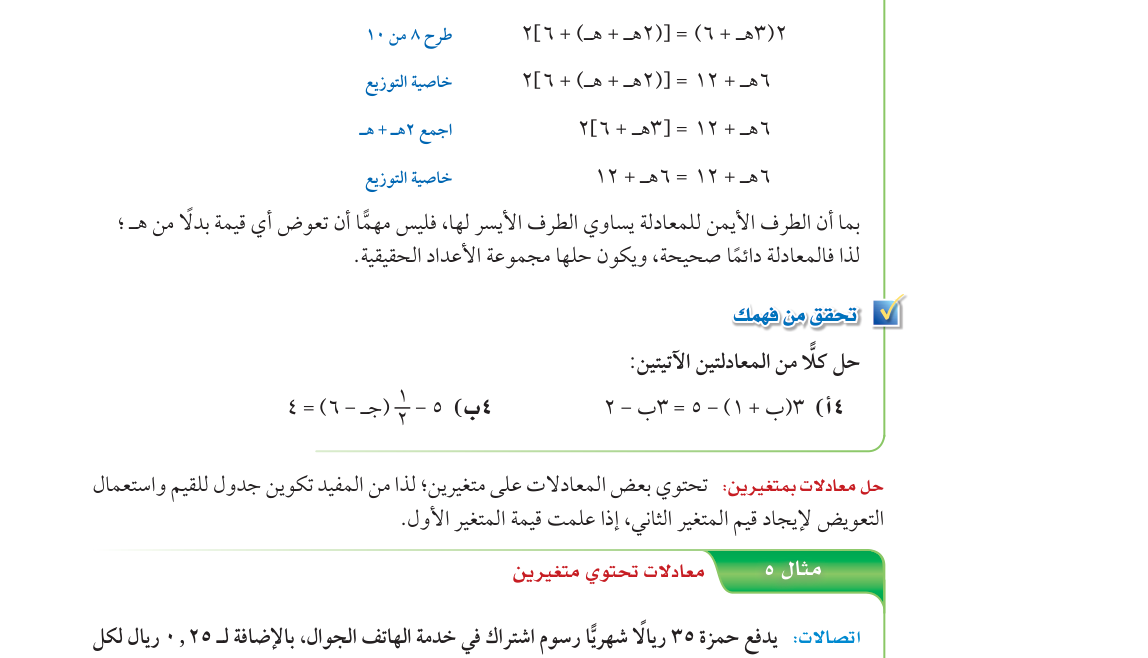 ٢(٣هـ + ٦) = [(٢هـ + هـ) + ٦]٢ طرح ٨ من ١٠
٦هـ + ١٢ = [(٢هـ + هـ) + ٦]٢ خاصية التوزيع
٦هـ + ١٢ = [٣هـ + ٦]٢ اجمع ٢هـ + هـ
٦هـ + ١٢ = ٦هـ + ١٢ خاصية التوزيع
بما أن الطرف الأيمن للمعادلة يساوي الطرف الأيسر لها، فليس مهمًّا أن تعوض أي قيمة بدلًا من هـ ؛
لذا فالمعادلة دائمًا صحيحة، ويكون حلها مجموعة الأعداد الحقيقية.
تحقق من فهمك
حل كلًّا من المعادلتين الآتيتين:
٤أ) ٣(ب + ١) − ٥ = ٣ب − ٢ ٤ب) ٥ − ١/٢ (جـ − ٦) = ٤
حل معادلات بمتغيرين: تحتوي بعض المعادلات على متغيرين؛ لذا من المفيد تكوين جدول للقيم واستعمال
التعويض لإيجاد قيم المتغير الثاني، إذا علمت قيمة المتغير الأول.
مثال ٥ معادلات تحتوي متغيرين
اتصالات: يدفع حمزة ٣٥ ريالًا شهريًّا رسوم اشتراك في خدمة الهاتف الجوال، بالإضافة لـ ٠,٢٥ ريال لكل